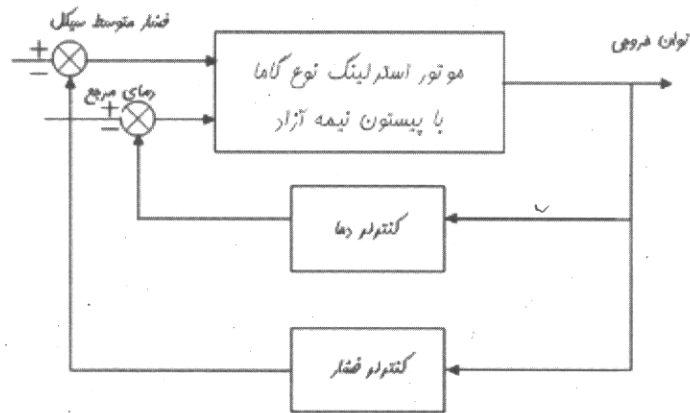 فشار متوسط سیکل
توان خروجی
+
−
موتور استرلینگ نوع گاما
با پیستون نیمه آزاد
دمای مرجع
+
−
کنترلر دما
کنترلر فشار